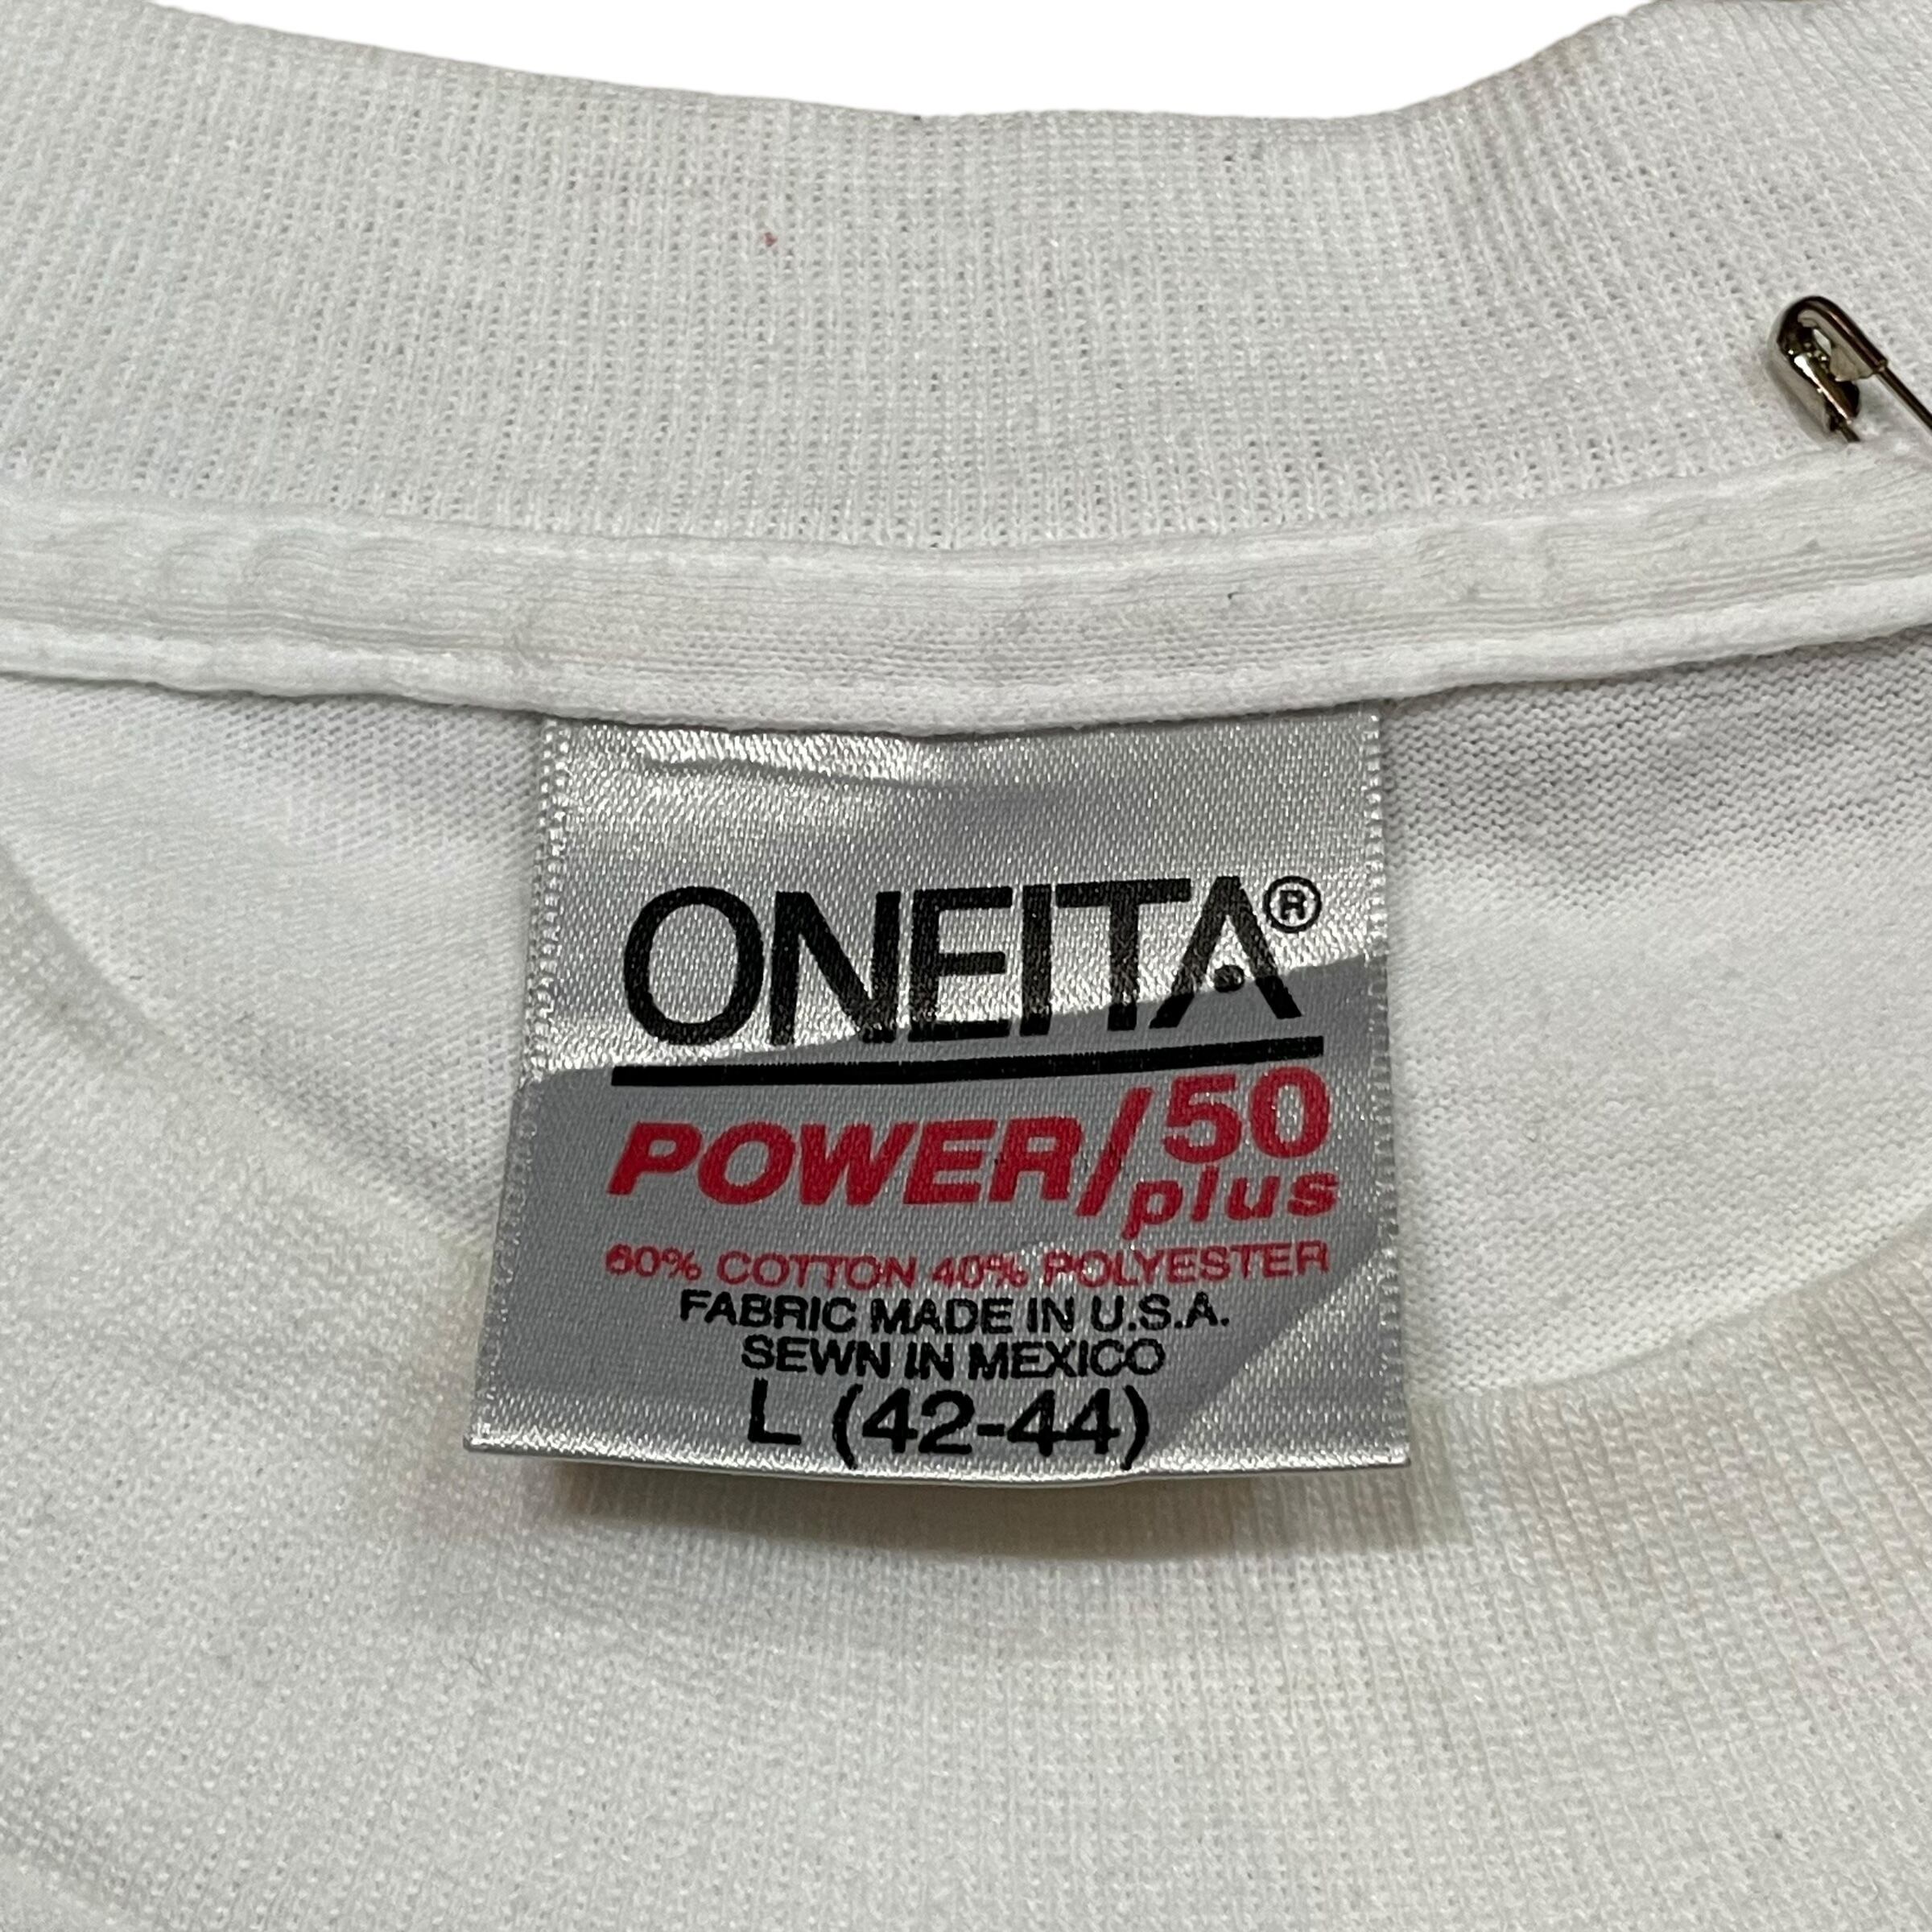 ONEITA®
POWER/50
plus
60% COTTON 40% POLYESTER
FABRIC MADE IN U.S.A.
SEWN IN MEXICO
L (42-44)